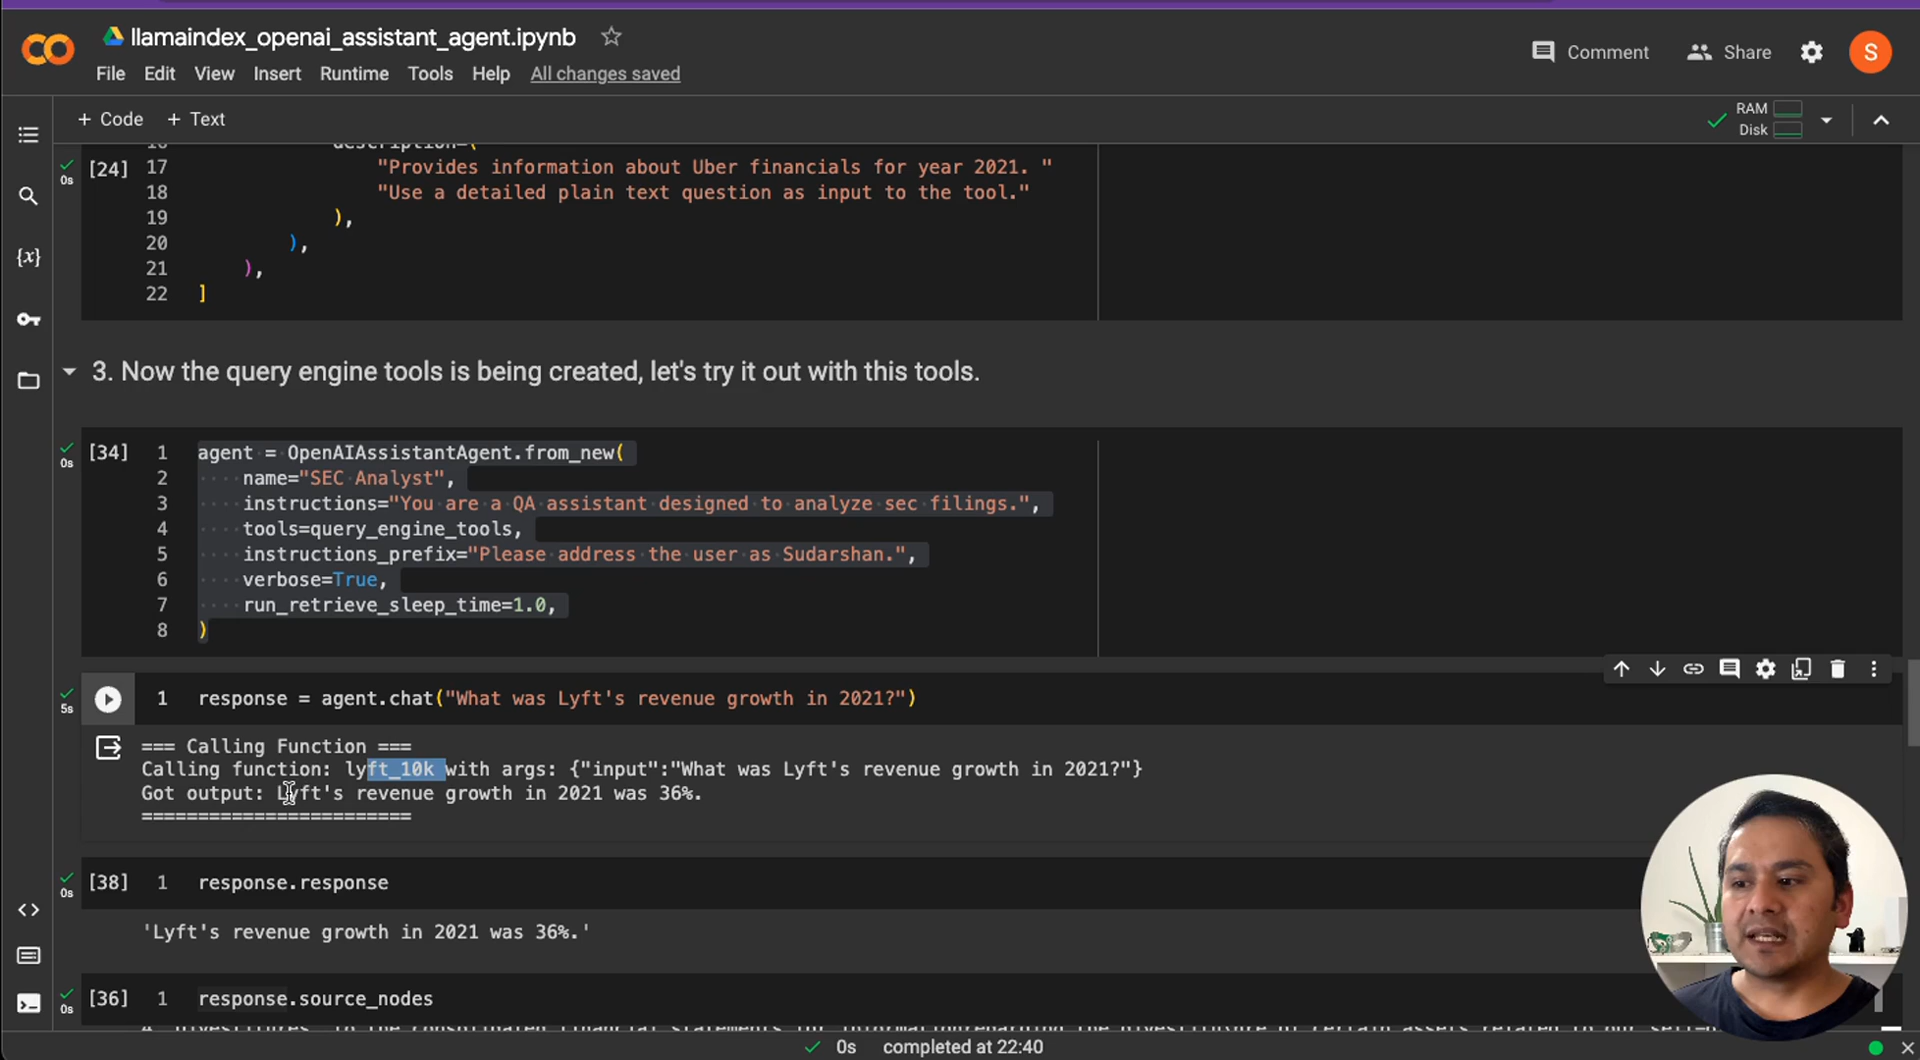 llamaindex_openai_assistant_agent.ipynb
Comment
Share
S
File Edit View Insert Runtime Tools Help All changes saved
+ Code + Text
RAM
Disk
16 description=(
[24] 17 "Provides information about Uber financials for year 2021. "
0s
18 "Use a detailed plain text question as input to the tool."
19 ),
20 ),
21 ),
22 ]
3. Now the query engine tools is being created, let's try it out with this tools.
[34] 1 agent = OpenAIAssistantAgent.from_new(
0s
2 name="SEC Analyst",
3 instructions="You are a QA assistant designed to analyze sec filings.",
4 tools=query_engine_tools,
5 instructions_prefix="Please address the user as Sudarshan.",
6 verbose=True,
7 run_retrieve_sleep_time=1.0,
8 )
1 response = agent.chat("What was Lyft's revenue growth in 2021?")
5s
=== Calling Function ===
Calling function: lyft_10k with args: {"input":"What was Lyft's revenue growth in 2021?"}
Got output: Lyft's revenue growth in 2021 was 36%.
========================
[38] 1 response.response
0s
'Lyft's revenue growth in 2021 was 36%.'
[36] 1 response.source_nodes
0s
0s completed at 22:40